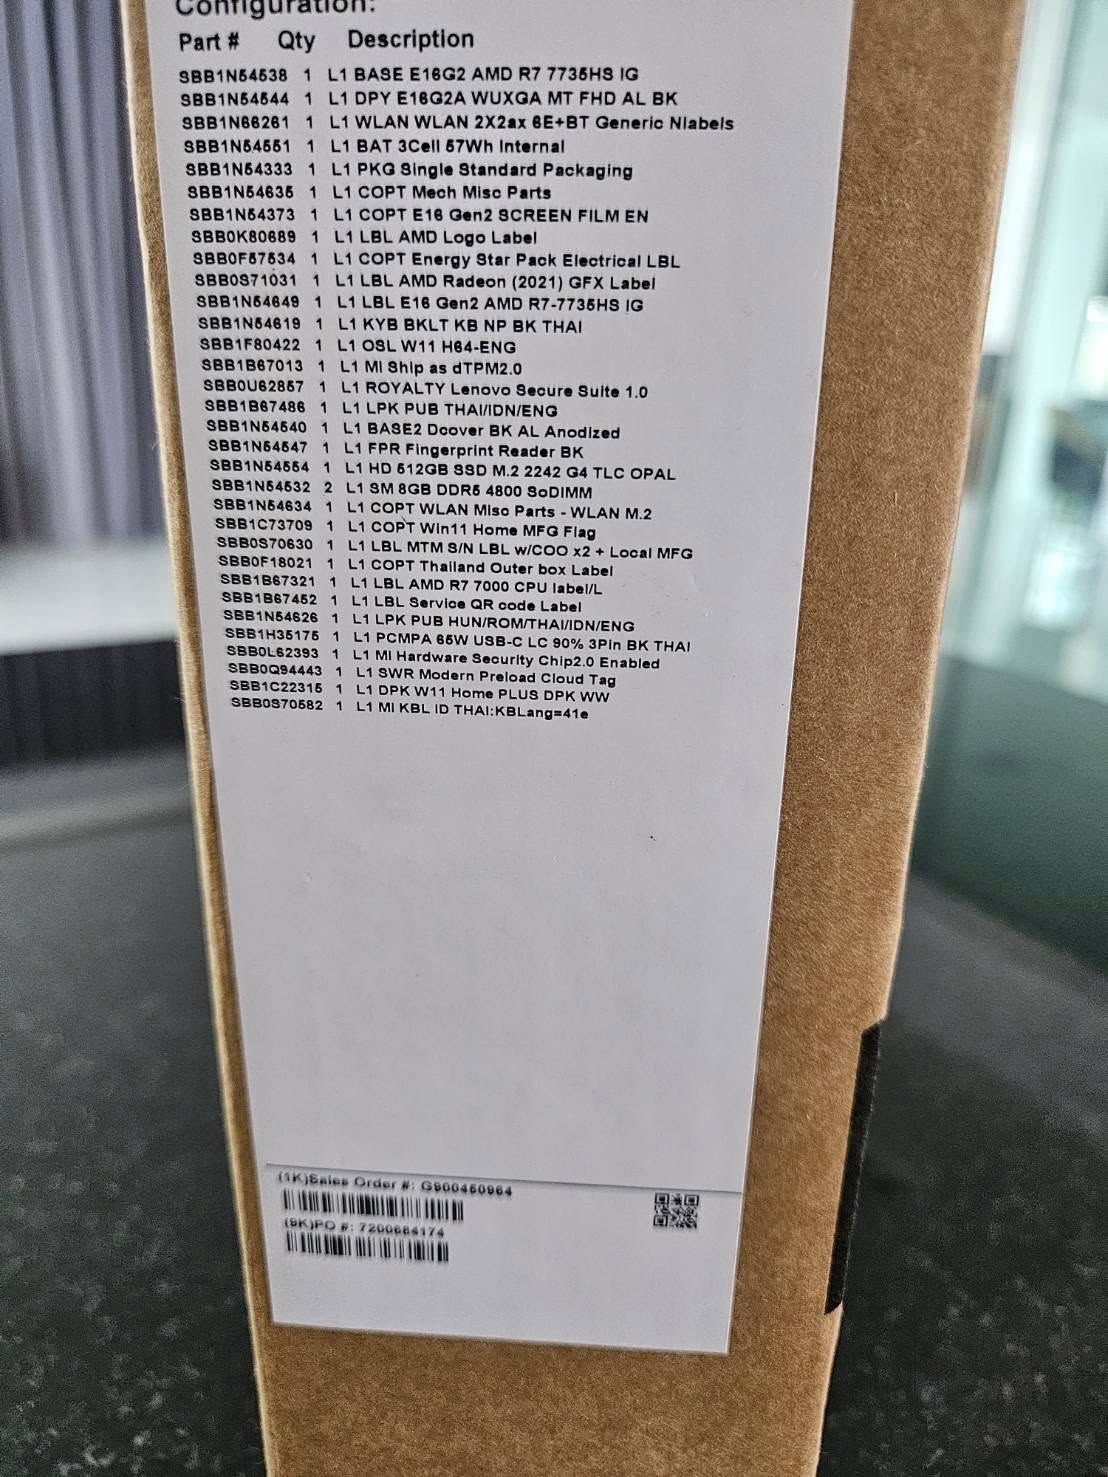 Configuration:
Part # Qty Description
SBB1N54538 1 L1 BASE E16G2 AMD R7 7735HS IG
SBB1N54544 1 L1 DPY E16G2A WUXGA MT FHD AL BK
SBB1N66261 1 L1 WLAN WLAN 2X2ax 6E+BT Generic Nlabels
SBB1N54551 1 L1 BAT 3Cell 57Wh Internal
SBB1N54333 1 L1 PKG Single Standard Packaging
SBB1N54635 1 L1 COPT Mech Misc Parts
SBB1N54373 1 L1 COPT E16 Gen2 SCREEN FILM EN
SBB0K80689 1 L1 LBL AMD Logo Label
SBB0F57534 1 L1 COPT Energy Star Pack Electrical LBL
SBB0S71031 1 L1 LBL AMD Radeon (2021) GFX Label
SBB1N54649 1 L1 LBL E16 Gen2 AMD R7-7735HS IG
SBB1N54619 1 L1 KYB BKLT KB NP BK THAI
SBB1F80422 1 L1 OSL W11 H64-ENG
SBB1B67013 1 L1 MI Ship as dTPM2.0
SBB0U62857 1 L1 ROYALTY Lenovo Secure Suite 1.0
SBB1B67486 1 L1 LPK PUB THAI/IDN/ENG
SBB1N54540 1 L1 BASE2 Dcover BK AL Anodized
SBB1N54547 1 L1 FPR Fingerprint Reader BK
SBB1N54554 1 L1 HD 512GB SSD M.2 2242 G4 TLC OPAL
SBB1N54532 2 L1 SM 8GB DDR5 4800 SoDIMM
SBB1N54634 1 L1 COPT WLAN Misc Parts - WLAN M.2
SBB1C73709 1 L1 COPT Win11 Home MFG Flag
SBB0S70630 1 L1 LBL MTM S/N LBL w/COO x2 + Local MFG
SBB0F18021 1 L1 COPT Thailand Outer box Label
SBB1B67321 1 L1 LBL AMD R7 7000 CPU label/L
SBB1B67452 1 L1 LBL Service QR code Label
SBB1N54626 1 L1 LPK PUB HUN/ROM/THAI/IDN/ENG
SBB1H35175 1 L1 PCMPA 65W USB-C LC 90% 3Pin BK THAI
SBB0L62393 1 L1 MI Hardware Security Chip2.0 Enabled
SBB0Q94443 1 L1 SWR Modern Preload Cloud Tag
SBB1C22315 1 L1 DPK W11 Home PLUS DPK WW
SBB0S70582 1 L1 MI KBL ID THAI:KBLang=41e
(1K)Sales Order #: G900450964
(9K)PO #: 7200664174